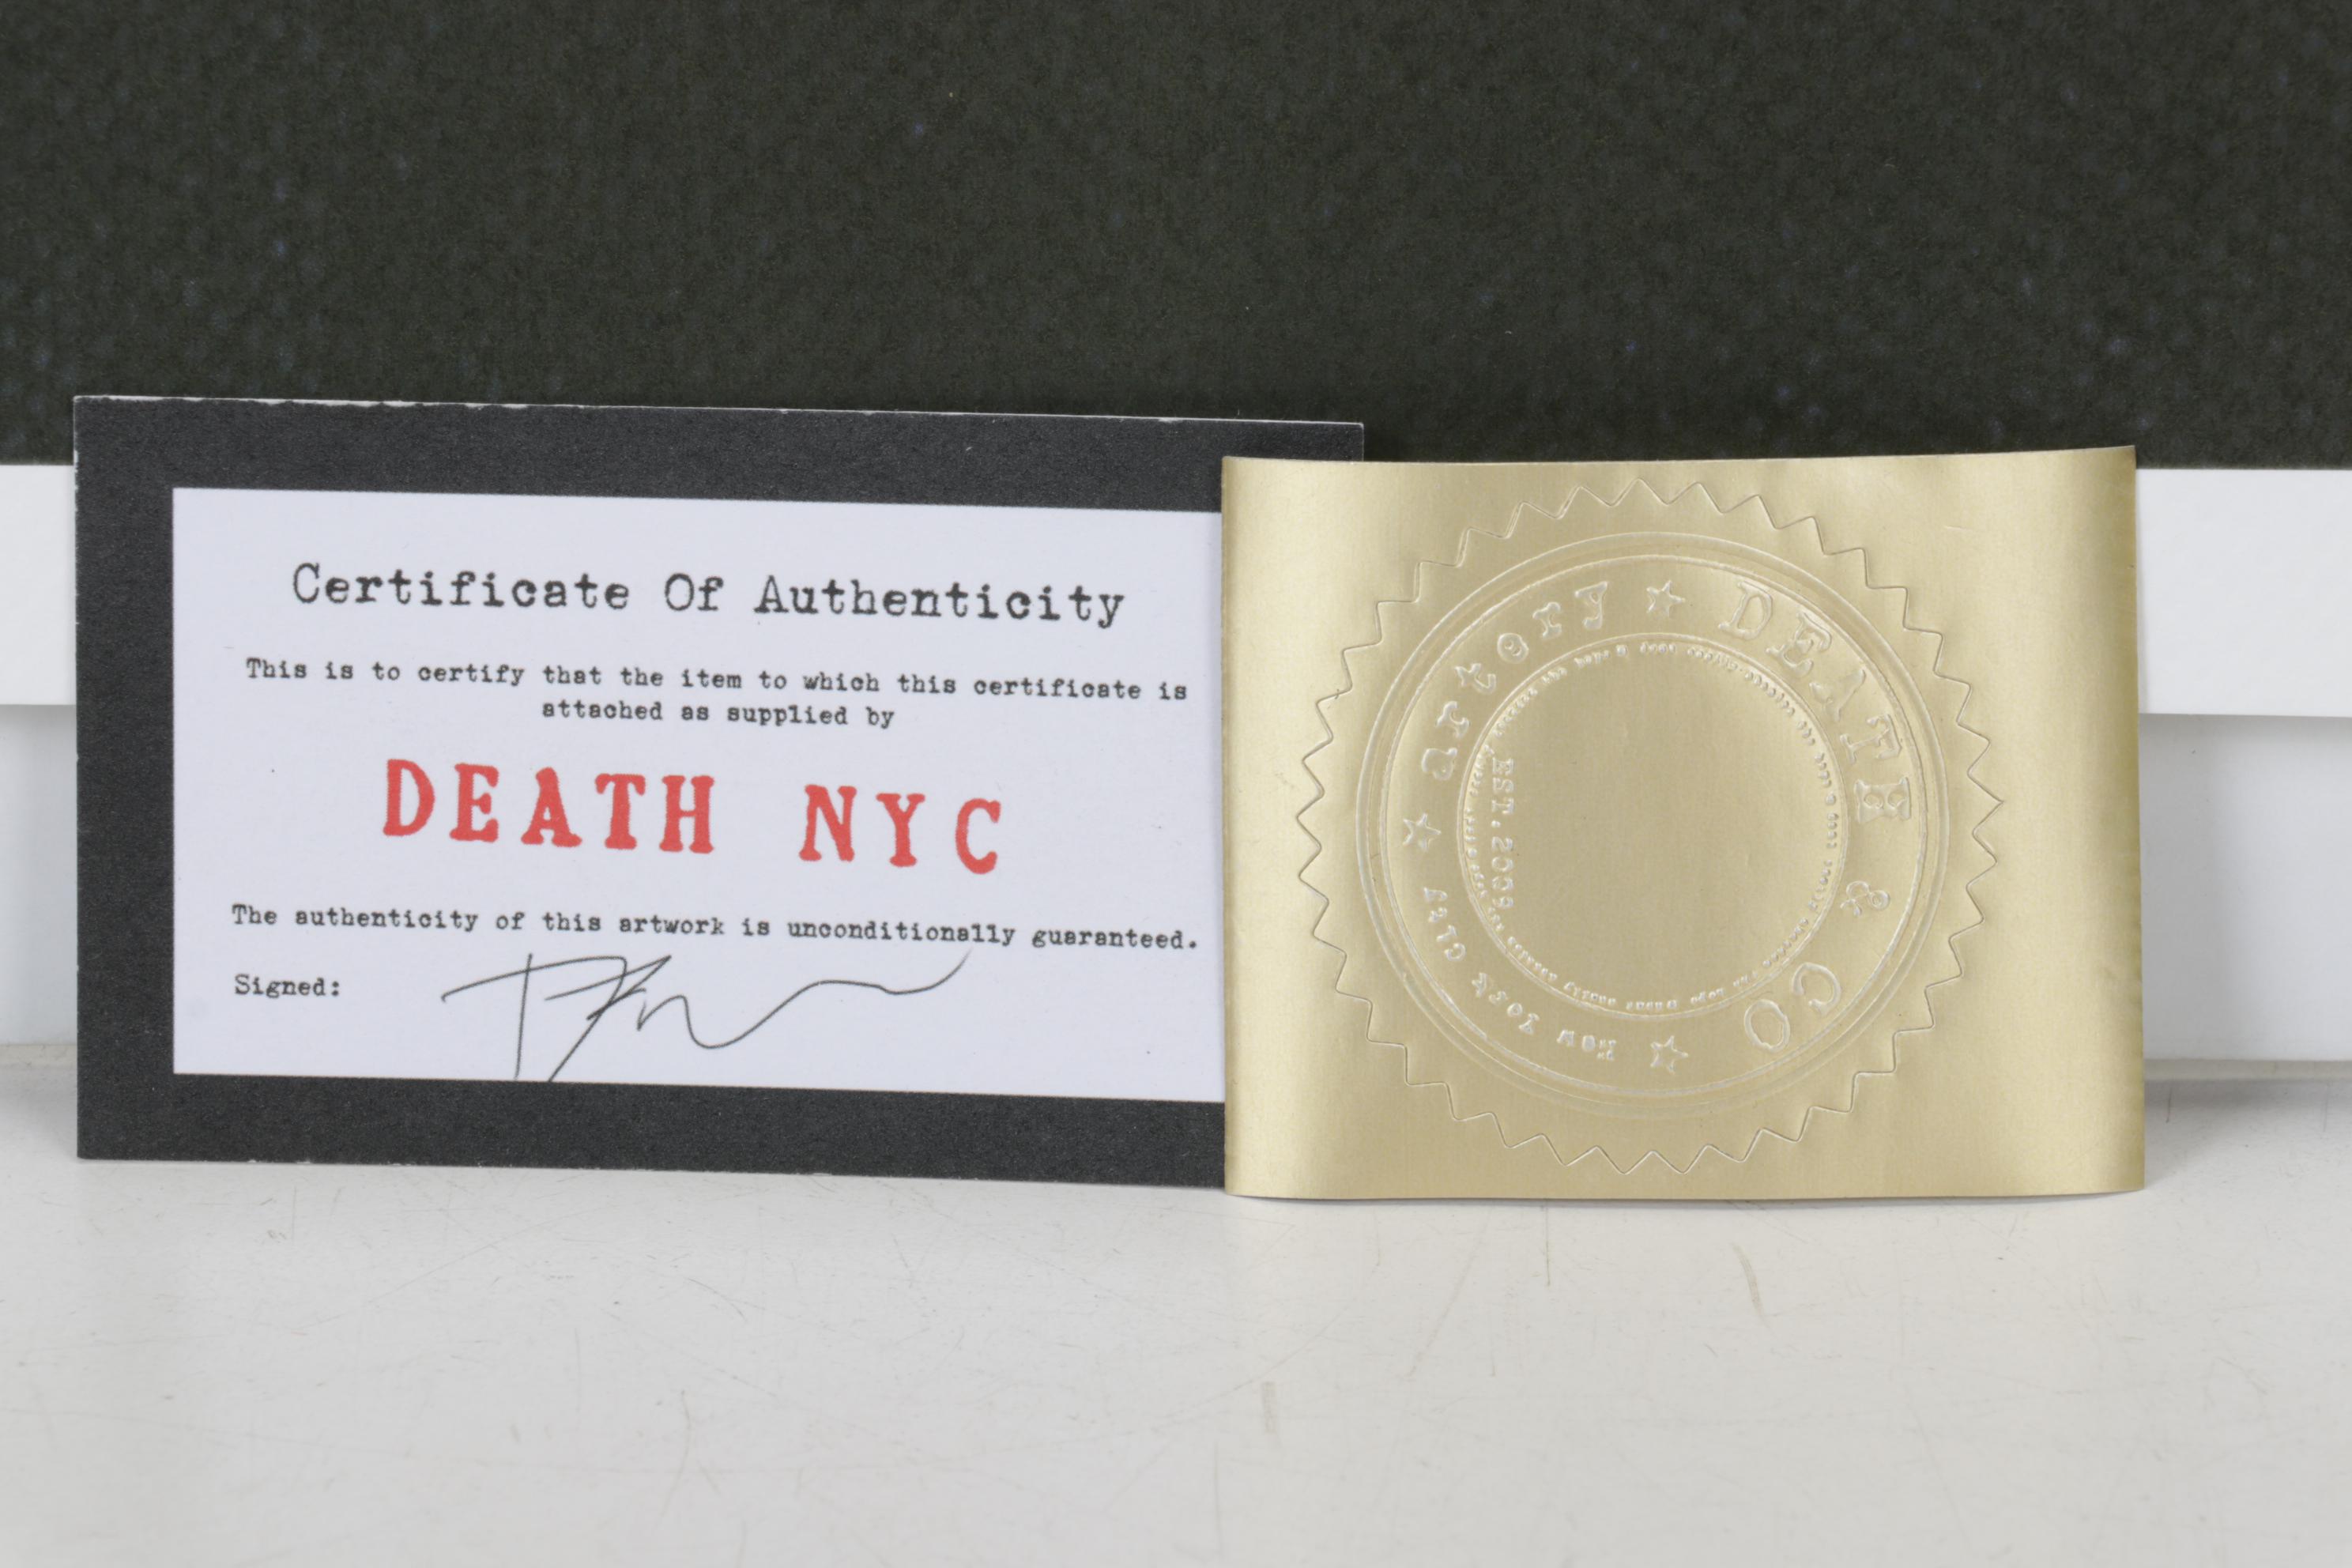 Certificate Of Authenticity
This is to certify that the item to which this certificate is
attached as supplied by
DEATH NYC
The authenticity of this artwork is unconditionally guaranteed.
Signed:
artory ☆ DEATH & CO ☆ New York City ☆
EST. 2009